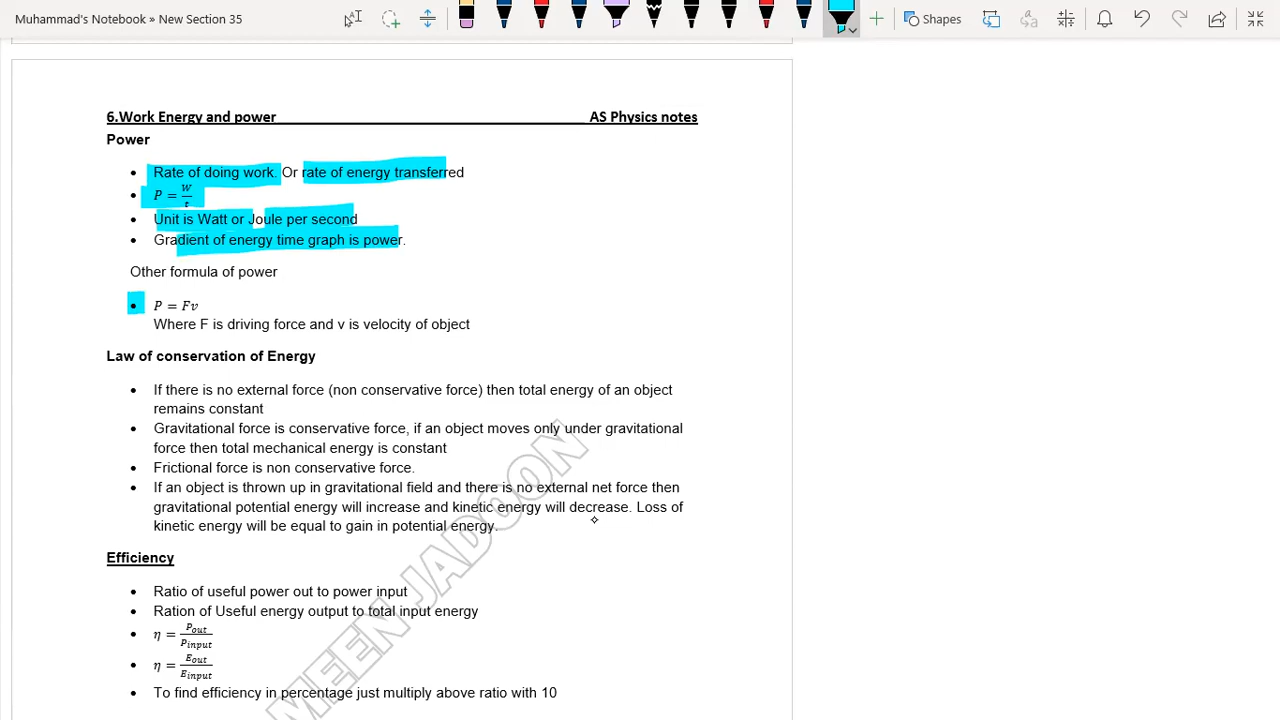 Muhammad's Notebook » New Section 35
Shapes
6.Work Energy and power AS Physics notes
Power
• Rate of doing work. Or rate of energy transferred
• P = W/t
• Unit is Watt or Joule per second
• Gradient of energy time graph is power.
Other formula of power
• P = Fv
Where F is driving force and v is velocity of object
Law of conservation of Energy
• If there is no external force (non conservative force) then total energy of an object
remains constant
• Gravitational force is conservative force, if an object moves only under gravitational
force then total mechanical energy is constant
• Frictional force is non conservative force.
• If an object is thrown up in gravitational field and there is no external net force then
gravitational potential energy will increase and kinetic energy will decrease. Loss of
kinetic energy will be equal to gain in potential energy.
Efficiency
• Ratio of useful power out to power input
• Ration of Useful energy output to total input energy
• η = P_out/P_input
• η = E_out/E_input
• To find efficiency in percentage just multiply above ratio with 10
MEEN JADOON